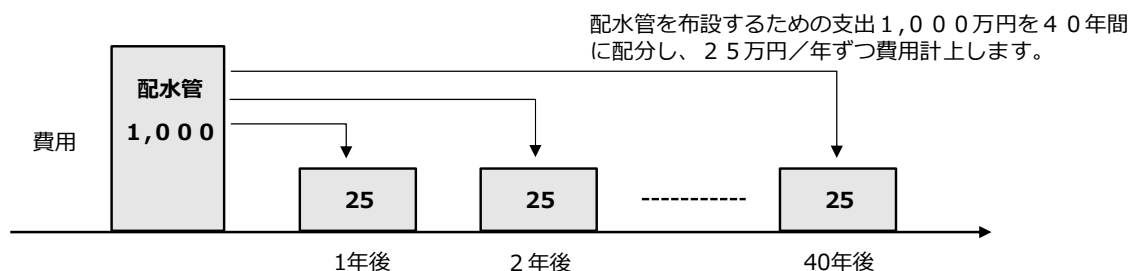 配水管を布設するための支出１,０００万円を４０年間
に配分し、２５万円／年ずつ費用計上します。
配水管
１,０００
費用
25
25
25
1年後
２年後
40年後